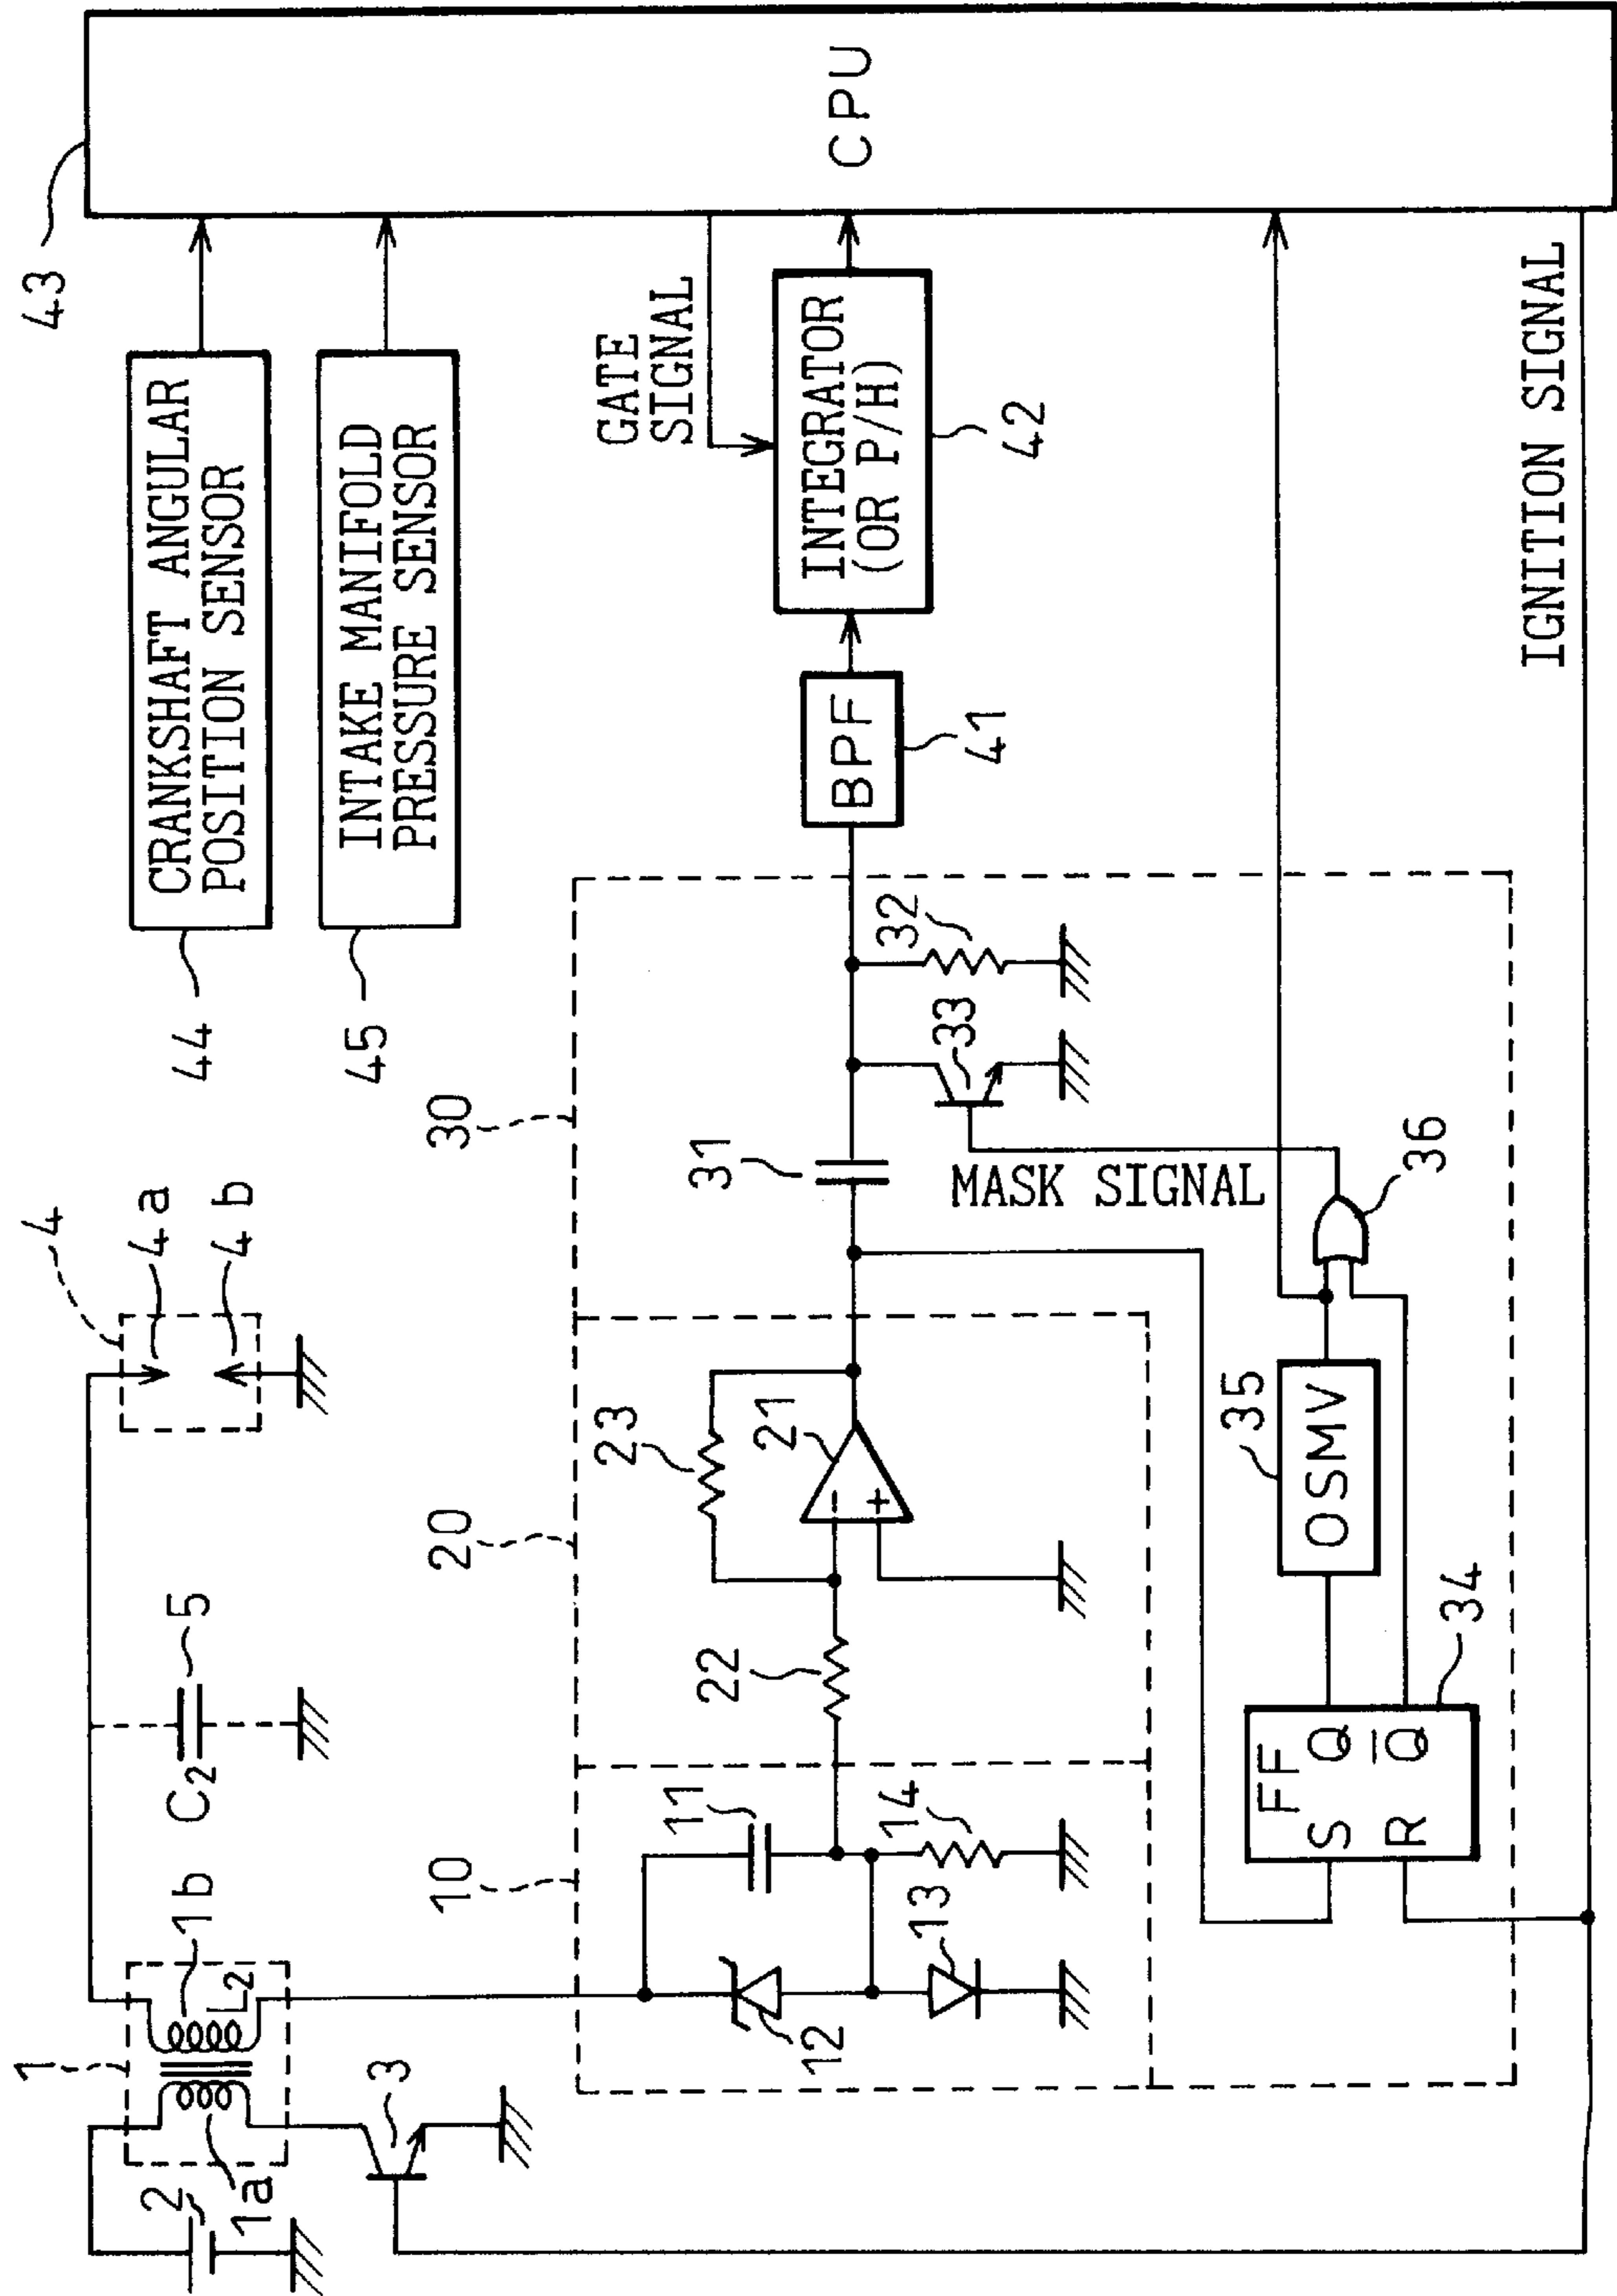 1
1a
1b
L2
2
3
C2
5
4
4a
4b
44
CRANKSHAFT ANGULAR
POSITION SENSOR
45
INTAKE MANIFOLD
PRESSURE SENSOR
43
CPU
10
11
12
13
14
20
22
23
21
−
+
30
31
32
33
MASK SIGNAL
BPF
41
GATE
SIGNAL
INTEGRATOR
(OR P/H)
42
FF
S
Q
R
Q
34
OSMV
35
36
IGNITION SIGNAL